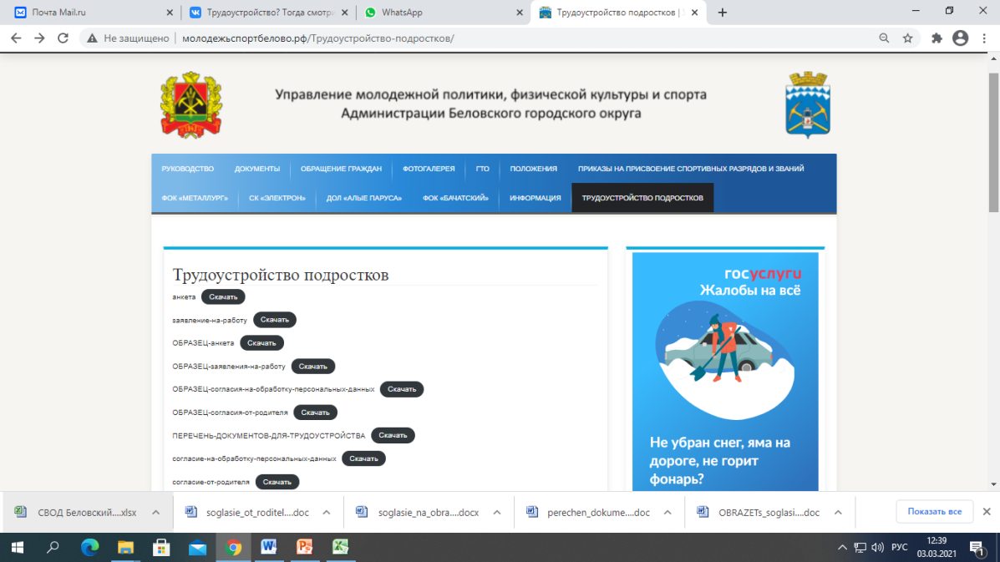 Почта Mail.ru
Трудоустройство? Тогда смотри
WhatsApp
Трудоустройство подростков |
Не защищено
молодежьспортбелово.рф/Трудоустройство-подростков/
Управление молодежной политики, физической культуры и спорта
Администрации Беловского городского округа
РУКОВОДСТВО ДОКУМЕНТЫ ОБРАЩЕНИЕ ГРАЖДАН ФОТОГАЛЕРЕЯ ГТО ПОЛОЖЕНИЯ ПРИКАЗЫ НА ПРИСВОЕНИЕ СПОРТИВНЫХ РАЗРЯДОВ И ЗВАНИЙ
ФОК «МЕТАЛЛУРГ» СК «ЭЛЕКТРОН» ДОЛ «АЛЫЕ ПАРУСА» ФОК «БАЧАТСКИЙ» ИНФОРМАЦИЯ ТРУДОУСТРОЙСТВО ПОДРОСТКОВ
Трудоустройство подростков
анкета Скачать
заявление-на-работу Скачать
ОБРАЗЕЦ-анкета Скачать
ОБРАЗЕЦ-заявления-на-работу Скачать
ОБРАЗЕЦ-согласия-на-обработку-персональных-данных Скачать
ОБРАЗЕЦ-согласия-от-родителя Скачать
ПЕРЕЧЕНЬ-ДОКУМЕНТОВ-ДЛЯ-ТРУДОУСТРОЙСТВА Скачать
согласие-на-обработку-персональных-данных Скачать
согласие-от-родителя Скачать
госуслуги
Жалобы на всё
Не убран снег, яма на
дороге, не горит
фонарь?
СВОД Беловский....xlsx
soglasie_ot_roditel....doc
soglasie_na_obra....docx
perechen_dokume....doc
OBRAZETs_soglasi....doc
Показать все
РУС
12:39
03.03.2021
1